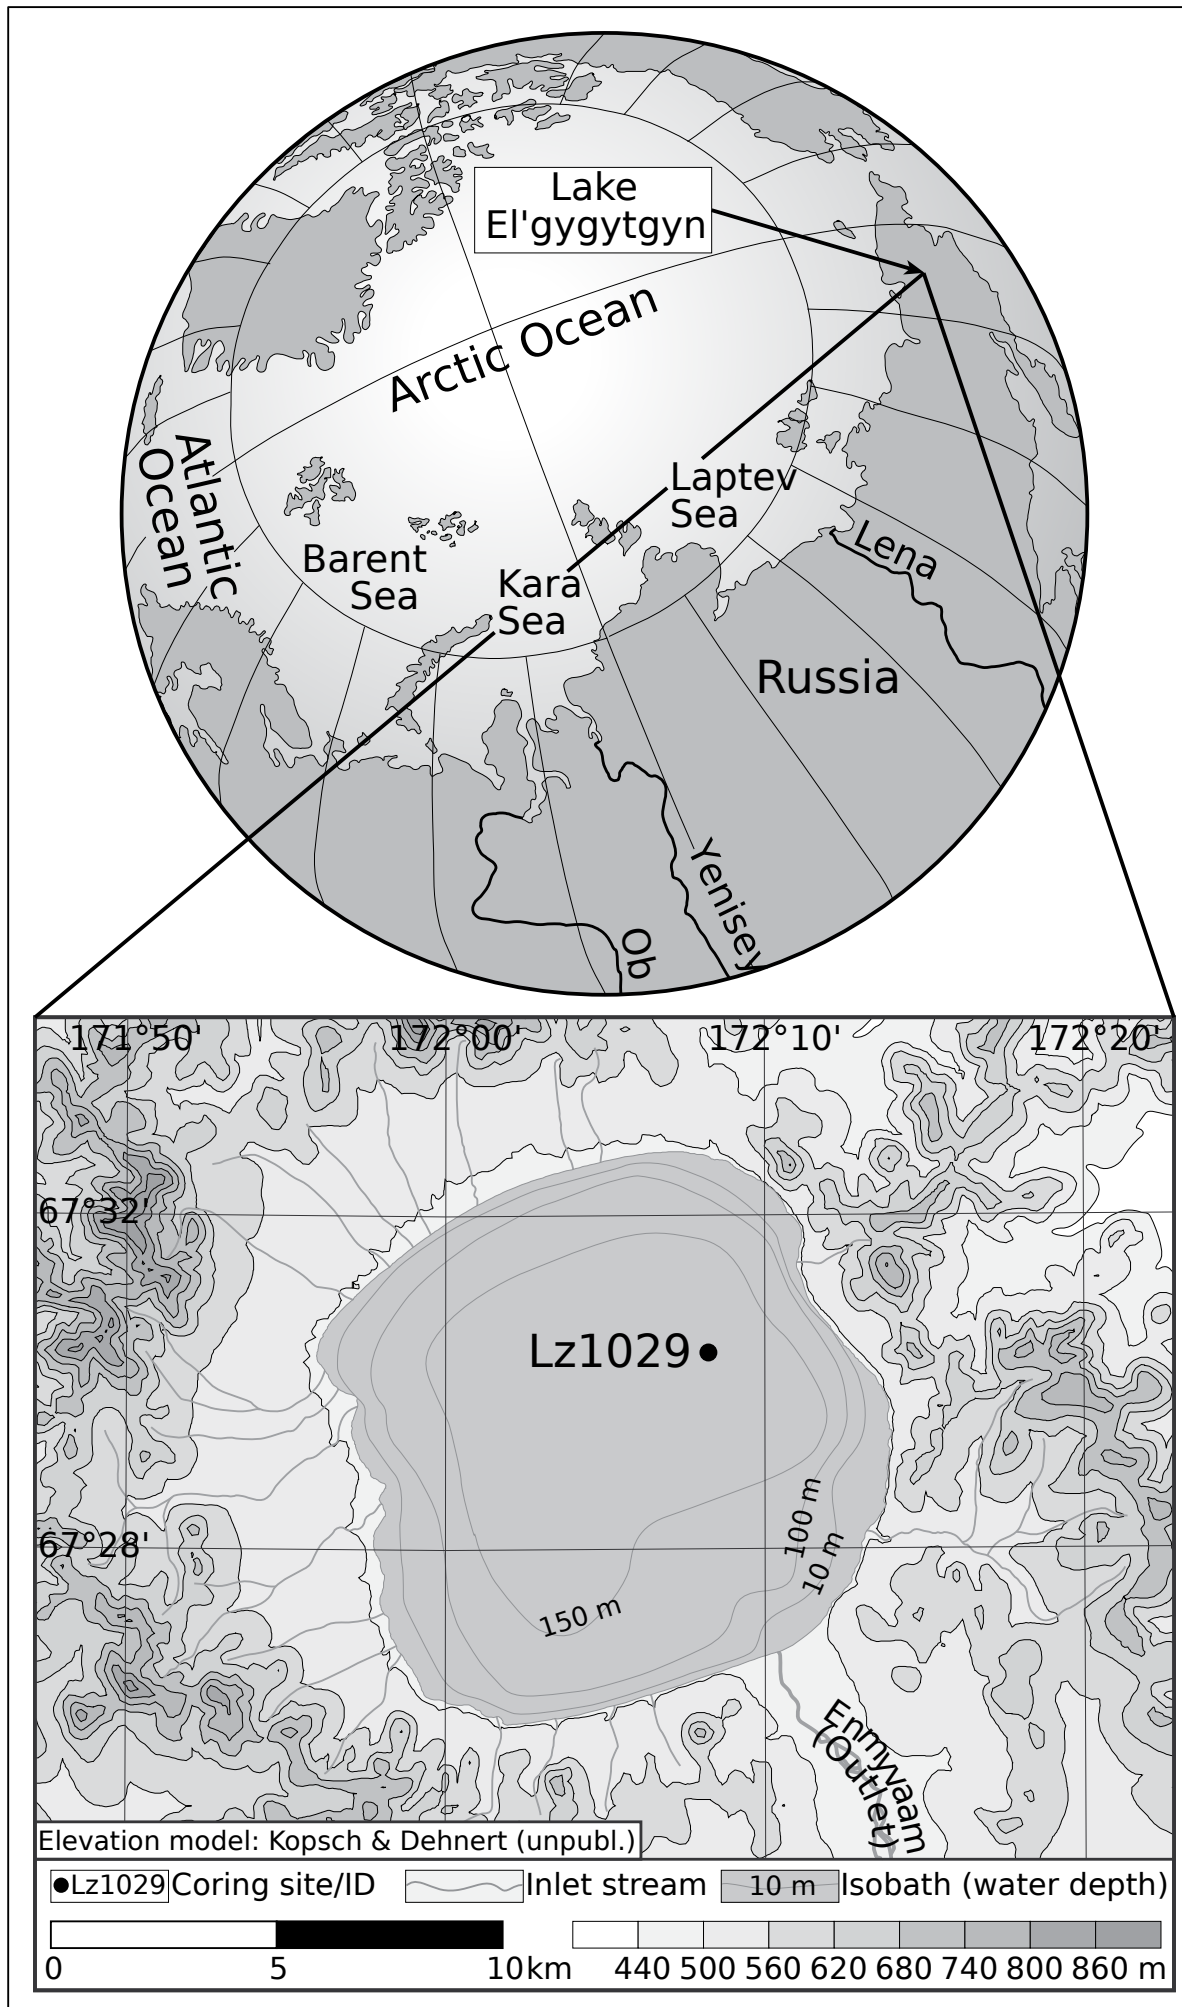 Lake
El'gygytgyn
Arctic Ocean
Atlantic
Ocean
Barent
Sea
Kara
Sea
Laptev
Sea
Lena
Russia
Yenisey
Ob
171°50'
172°00'
172°10'
172°20'
67°32'
Lz1029
67°28'
100 m
10 m
150 m
Enmyvaam
(Outlet)
Elevation model: Kopsch & Dehnert (unpubl.)
Lz1029 Coring site/ID
Inlet stream
10 m Isobath (water depth)
0 5 10 km
440 500 560 620 680 740 800 860 m